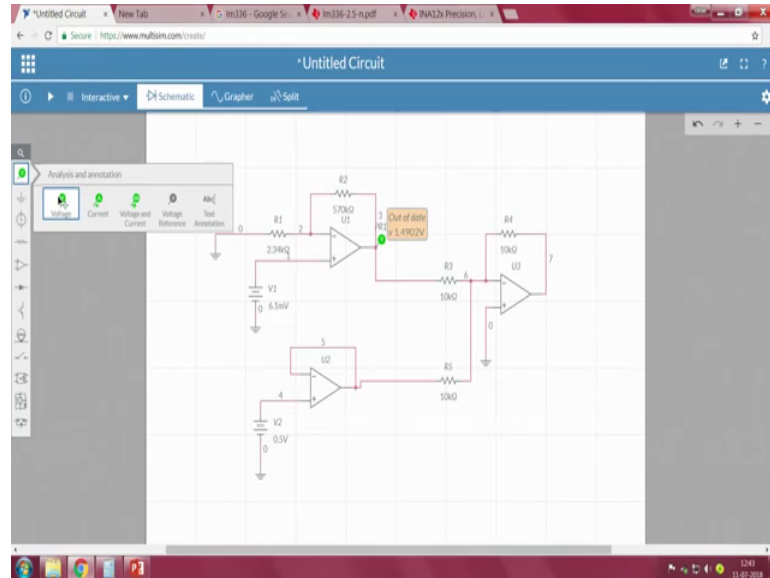 *Untitled Circuit
New Tab
lm336 - Google Se
lm336-2.5-n.pdf
INA12x Precision, L
Secure https://www.multisim.com/create/
*Untitled Circuit
Interactive
Schematic
Grapher
Split
Analysis and annotation
Voltage
Current
Voltage and Current
Voltage Reference
Text Annotation
Abc
R2
570kΩ
U1
3
PR1
Out of date
v 1.4902V
R1
2.34kΩ
0
2
1
V1
6.1mV
0
R4
10kΩ
U3
7
R3
10kΩ
6
0
5
U2
4
R5
10kΩ
V2
0.5V
0
12:43
11-07-2018